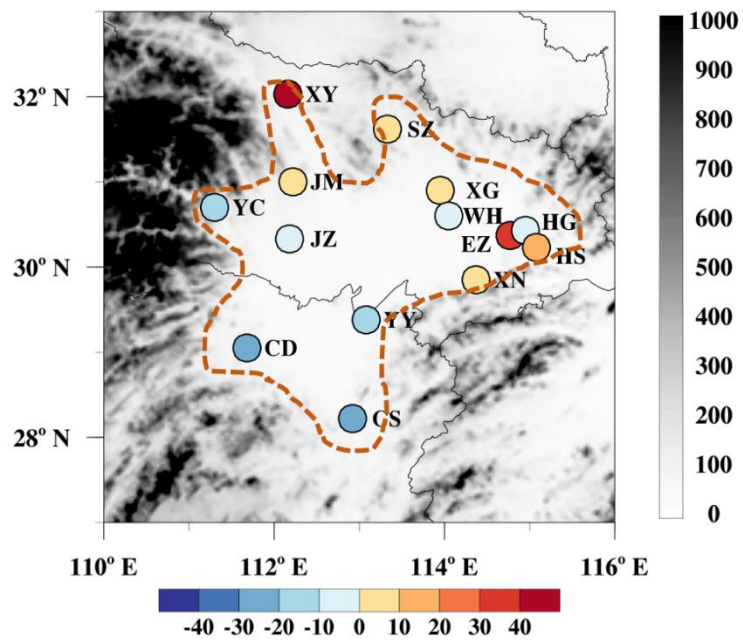 1000
900
32° N
XY
800
SZ
700
JM
XG
600
YC
WH
HG
JZ
EZ
500
HS
30° N
XN
400
YY
300
CD
200
CS
28° N
100
0
110° E 112° E 114° E 116° E
-40 -30 -20 -10 0 10 20 30 40